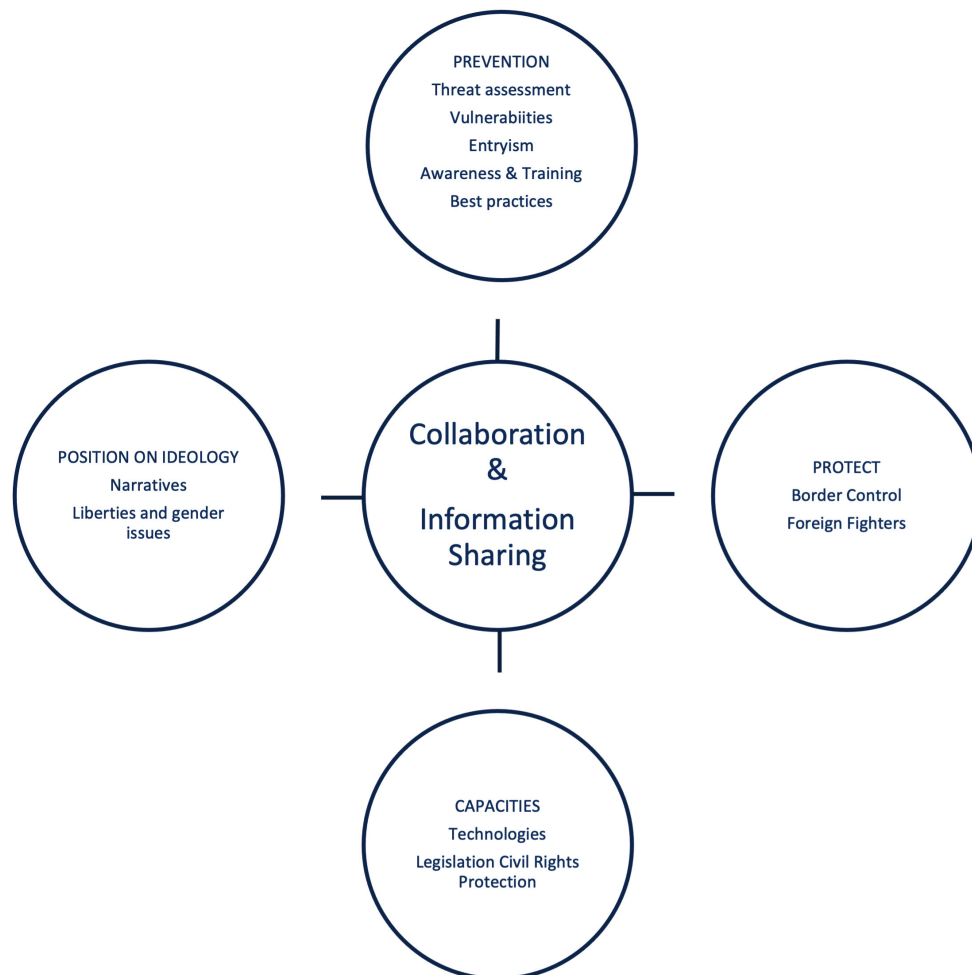 PREVENTION
Threat assessment
Vulnerabiities
Entryism
Awareness & Training
Best practices
POSITION ON IDEOLOGY
Narratives
Liberties and gender
issues
Collaboration
&
Information
Sharing
PROTECT
Border Control
Foreign Fighters
CAPACITIES
Technologies
Legislation Civil Rights
Protection